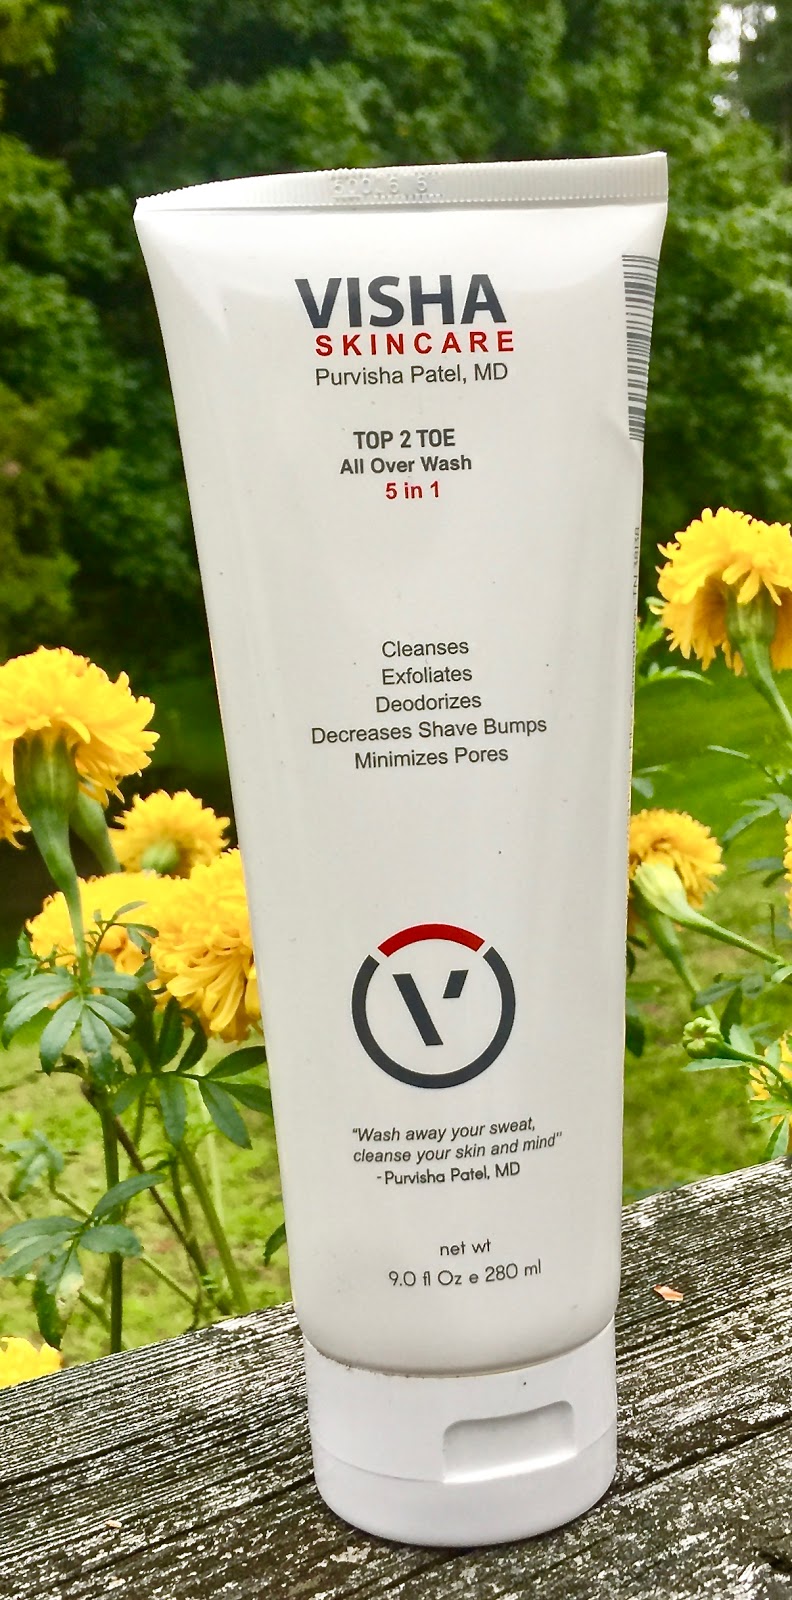 VISHA
SKINCARE
Purvisha Patel, MD
TOP 2 TOE
All Over Wash
5 in 1
Cleanses
Exfoliates
Deodorizes
Decreases Shave Bumps
Minimizes Pores
"Wash away your sweat,
cleanse your skin and mind"
-Purvisha Patel, MD
net wt
9.0 fl Oz e 280 ml